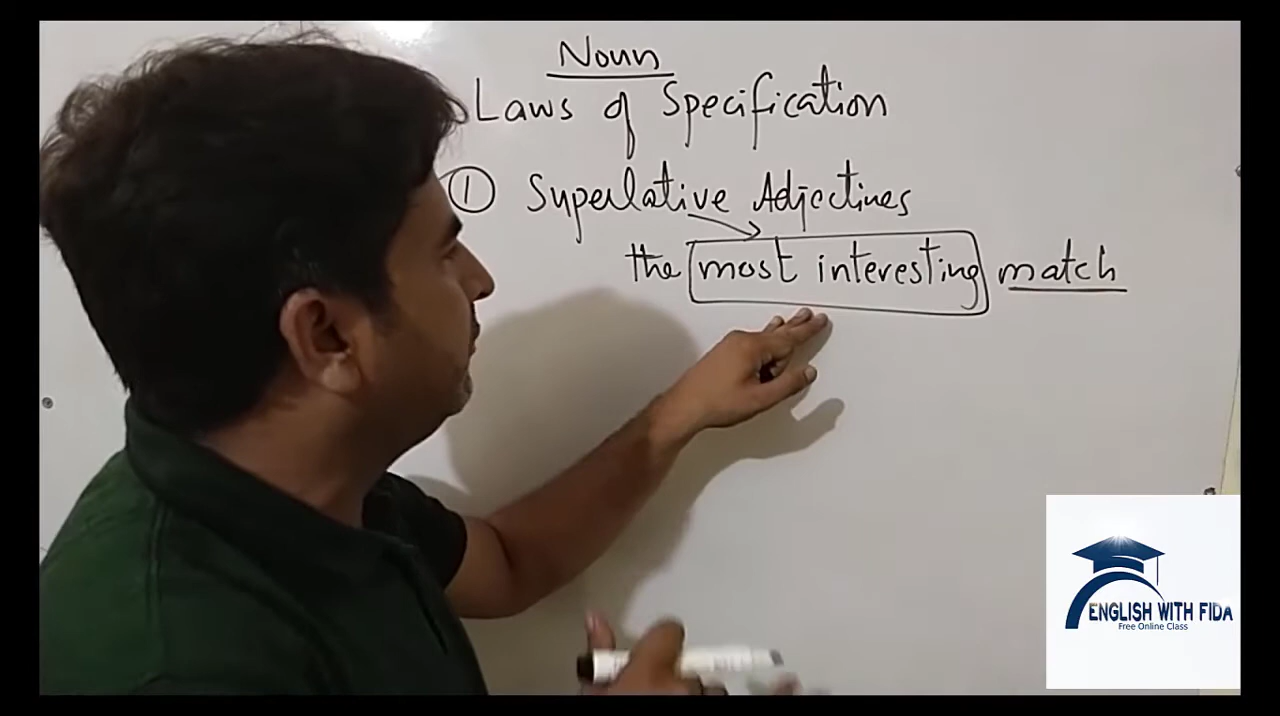 Noun
Laws of Specification
① Superlative Adjectives
the most interesting match
ENGLISH WITH FIDA
Free Online Class